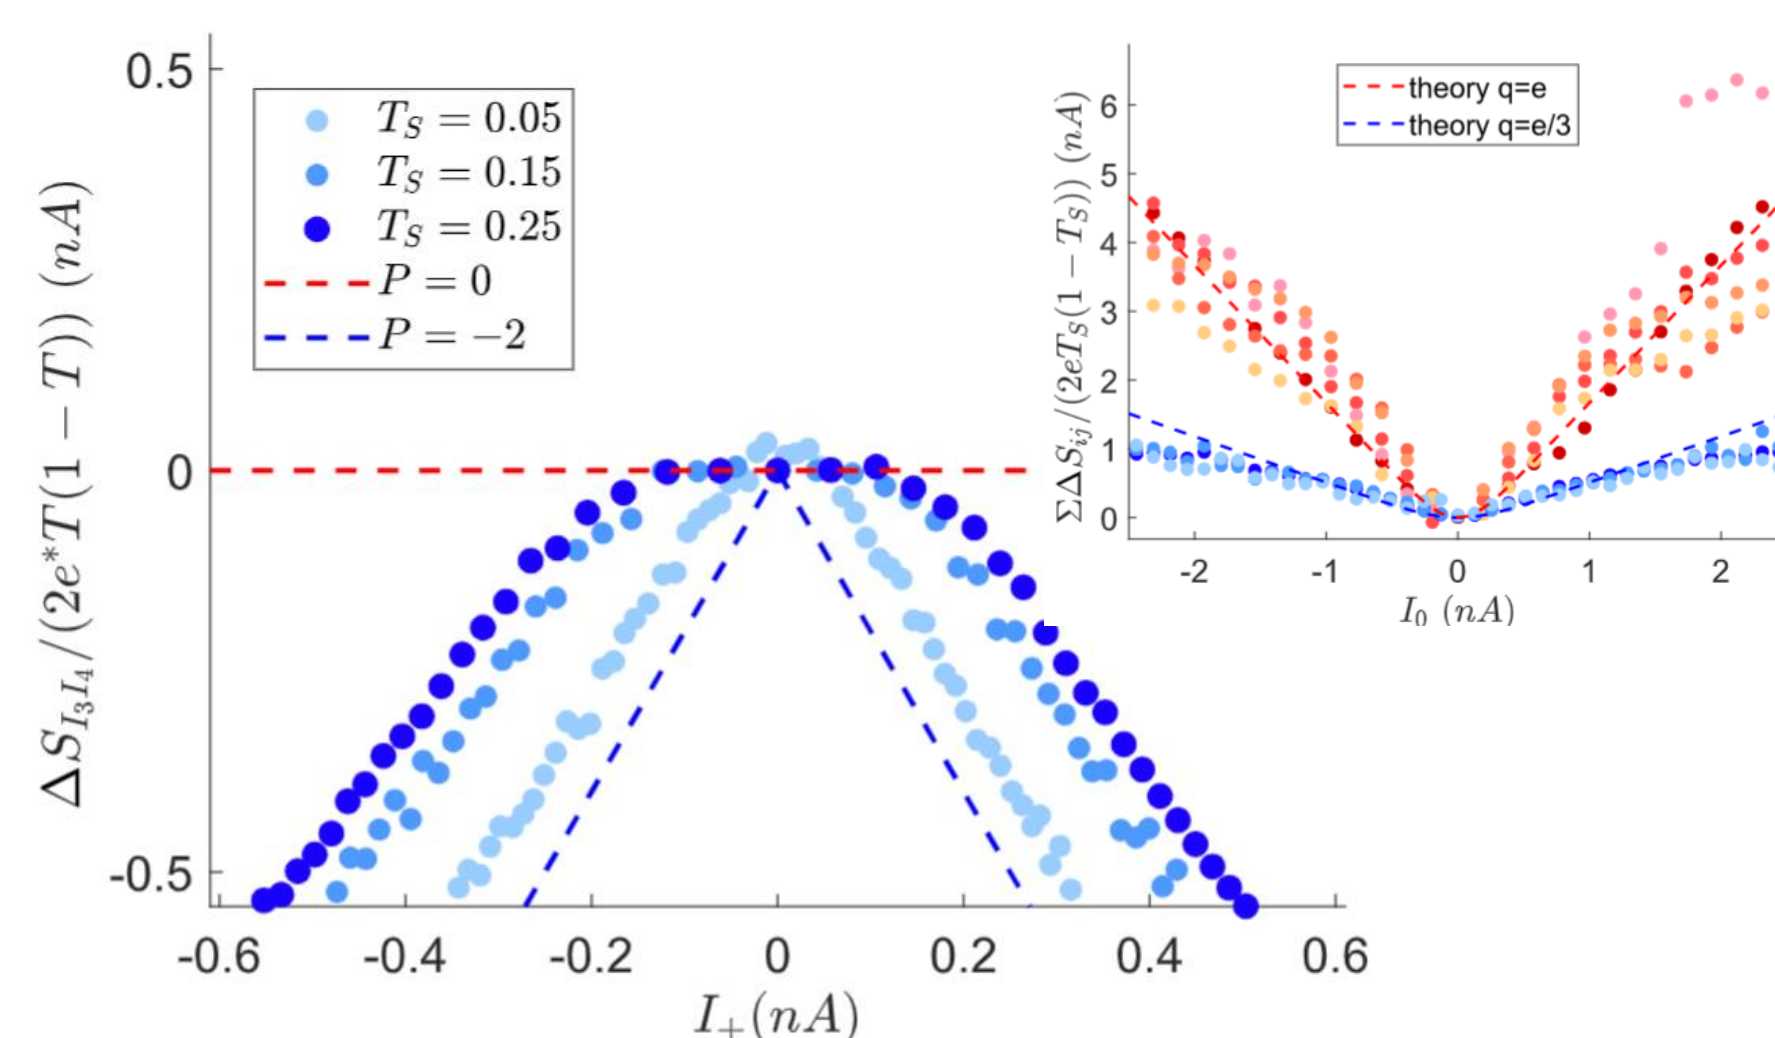 ΔS_{I_3I_4}/(2e*T(1 − T)) (nA)
0.5
0
-0.5
T_S = 0.05
T_S = 0.15
T_S = 0.25
P = 0
P = −2
-0.6 -0.4 -0.2 0 0.2 0.4 0.6
I_+(nA)
ΣΔS_{ij}/(2eT_S(1 − T_S)) (nA)
6
5
4
3
2
1
0
theory q=e
theory q=e/3
-2 -1 0 1 2
I_0 (nA)